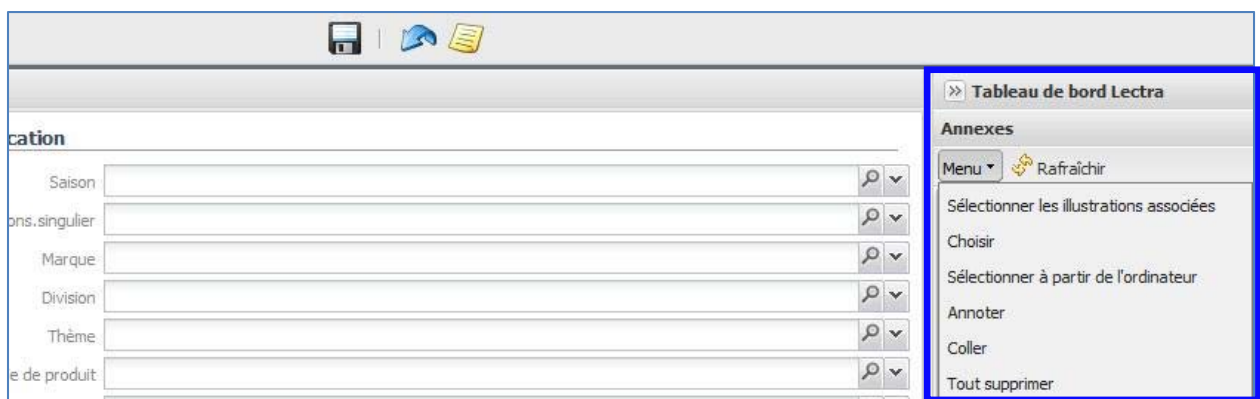 Tableau de bord Lectra
Annexes
Menu Rafraîchir
Sélectionner les illustrations associées
Choisir
Sélectionner à partir de l'ordinateur
Annoter
Coller
Tout supprimer
cation
Saison
ons.singulier
Marque
Division
Thème
e de produit